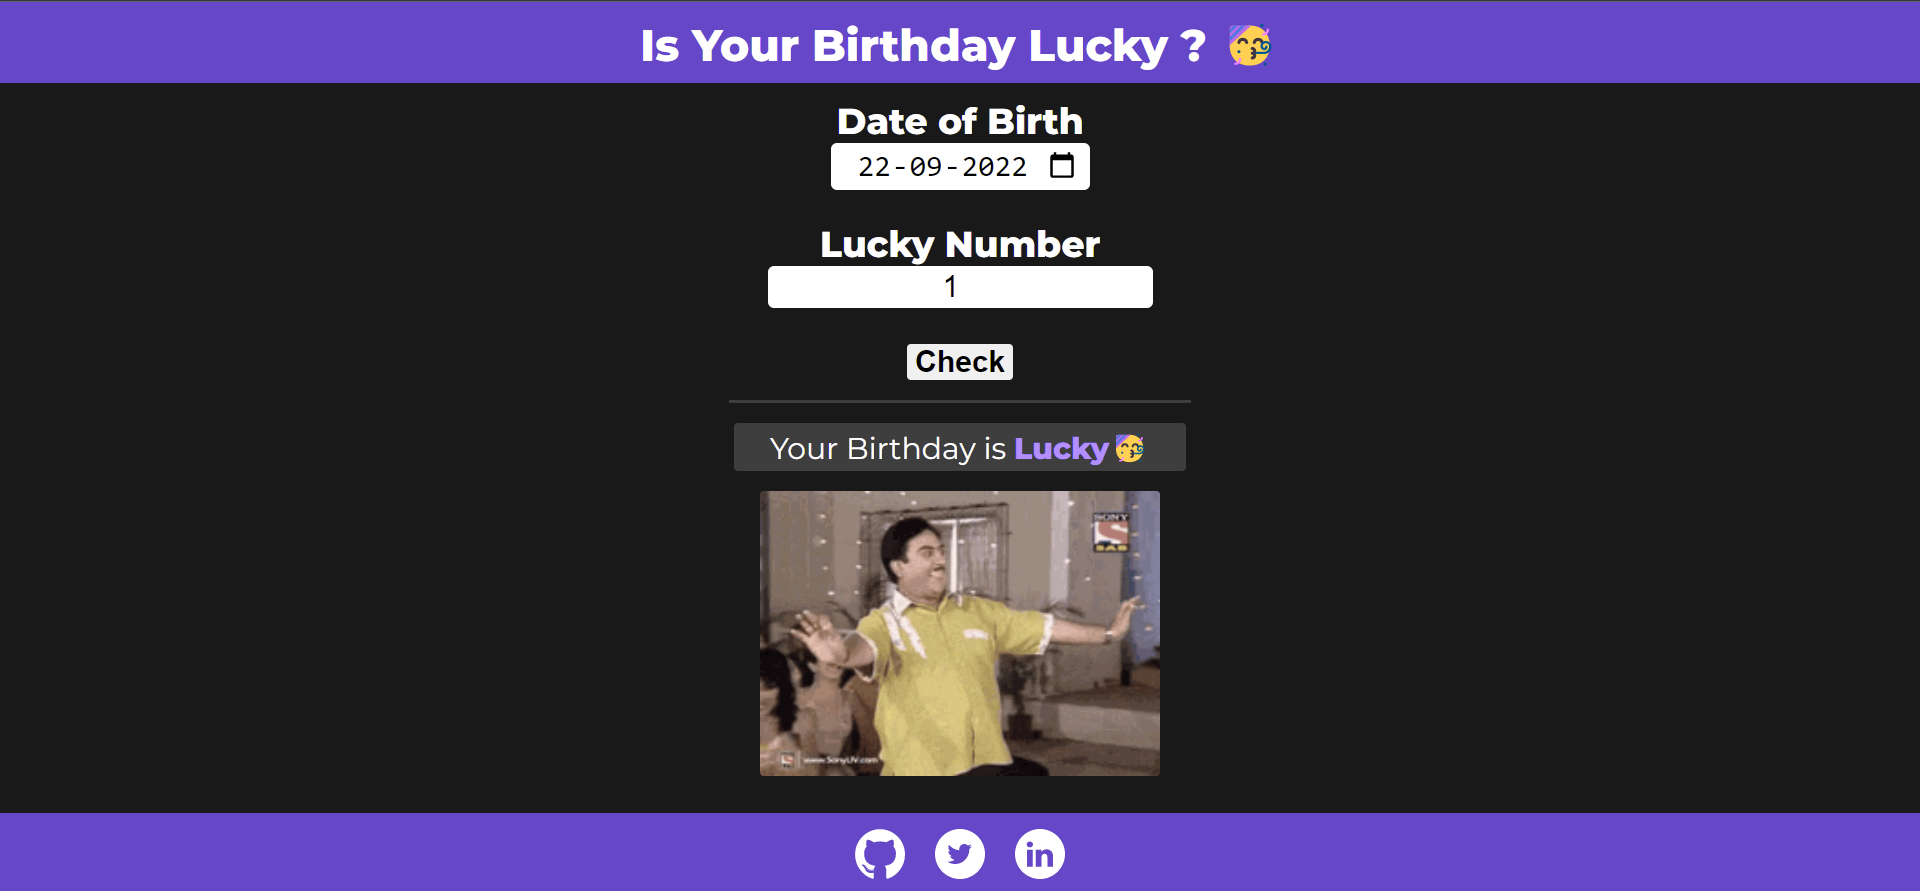 Is Your Birthday Lucky ? 🥳
Date of Birth
22-09-2022
Lucky Number
1
Check
Your Birthday is Lucky 🥳
SONY
SAB
www.SonyLIV.com
in